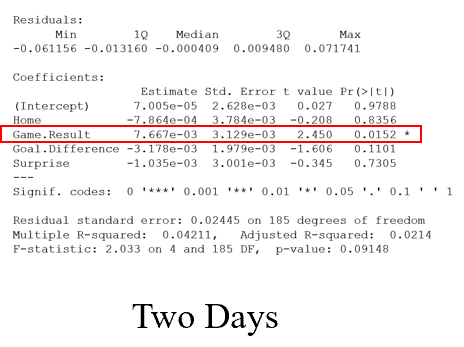 Residuals:
Min 1Q Median 3Q Max
-0.061156 -0.013160 -0.000409 0.009480 0.071741
Coefficients:
Estimate Std. Error t value Pr(>|t|)
(Intercept) 7.005e-05 2.628e-03 0.027 0.9788
Home -7.864e-04 3.784e-03 -0.208 0.8356
Game.Result 7.667e-03 3.129e-03 2.450 0.0152 *
Goal.Difference -3.178e-03 1.979e-03 -1.606 0.1101
Surprise -1.035e-03 3.001e-03 -0.345 0.7305
---
Signif. codes: 0 '***' 0.001 '**' 0.01 '*' 0.05 '.' 0.1 ' ' 1
Residual standard error: 0.02445 on 185 degrees of freedom
Multiple R-squared: 0.04211, Adjusted R-squared: 0.0214
F-statistic: 2.033 on 4 and 185 DF, p-value: 0.09148
Two Days